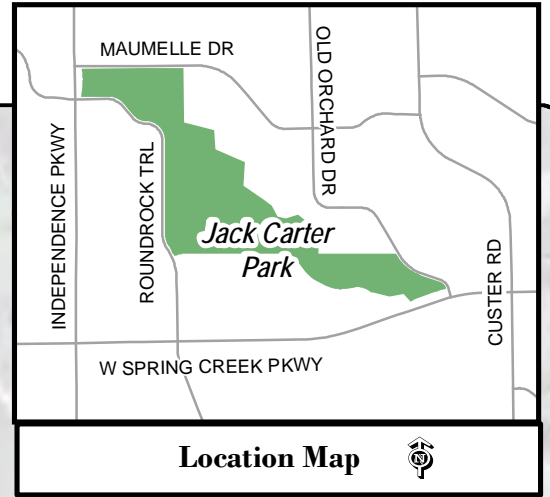 MAUMELLE DR
OLD ORCHARD DR
INDEPENDENCE PKWY
ROUNDROCK TRL
Jack Carter
Park
CUSTER RD
W SPRING CREEK PKWY
Location Map
N